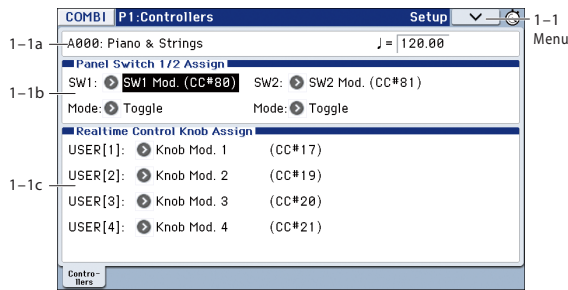 COMBI P1:Controllers Setup
1–1
Menu
1–1a
A000: Piano & Strings ♩= 120.00
Panel Switch 1/2 Assign
1–1b
SW1: SW1 Mod. (CC#80) SW2: SW2 Mod. (CC#81)
Mode: Toggle Mode: Toggle
Realtime Control Knob Assign
USER[1]: Knob Mod. 1 (CC#17)
1–1c
USER[2]: Knob Mod. 2 (CC#19)
USER[3]: Knob Mod. 3 (CC#20)
USER[4]: Knob Mod. 4 (CC#21)
Contro-
llers